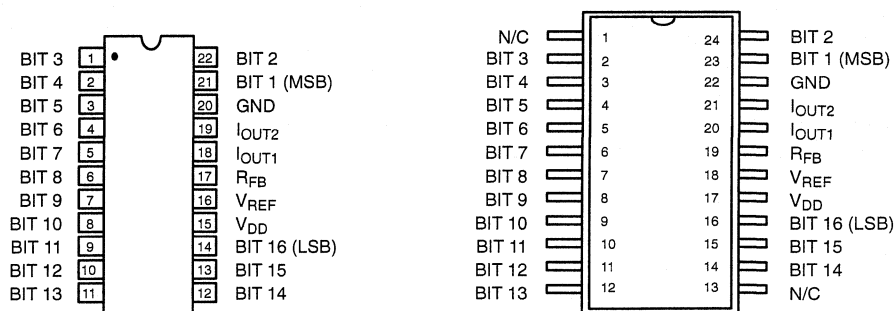 BIT 3 1 22 BIT 2
BIT 4 2 21 BIT 1 (MSB)
BIT 5 3 20 GND
BIT 6 4 19 IOUT2
BIT 7 5 18 IOUT1
BIT 8 6 17 RFB
BIT 9 7 16 VREF
BIT 10 8 15 VDD
BIT 11 9 14 BIT 16 (LSB)
BIT 12 10 13 BIT 15
BIT 13 11 12 BIT 14
N/C 1 24 BIT 2
BIT 3 2 23 BIT 1 (MSB)
BIT 4 3 22 GND
BIT 5 4 21 IOUT2
BIT 6 5 20 IOUT1
BIT 7 6 19 RFB
BIT 8 7 18 VREF
BIT 9 8 17 VDD
BIT 10 9 16 BIT 16 (LSB)
BIT 11 10 15 BIT 15
BIT 12 11 14 BIT 14
BIT 13 12 13 N/C